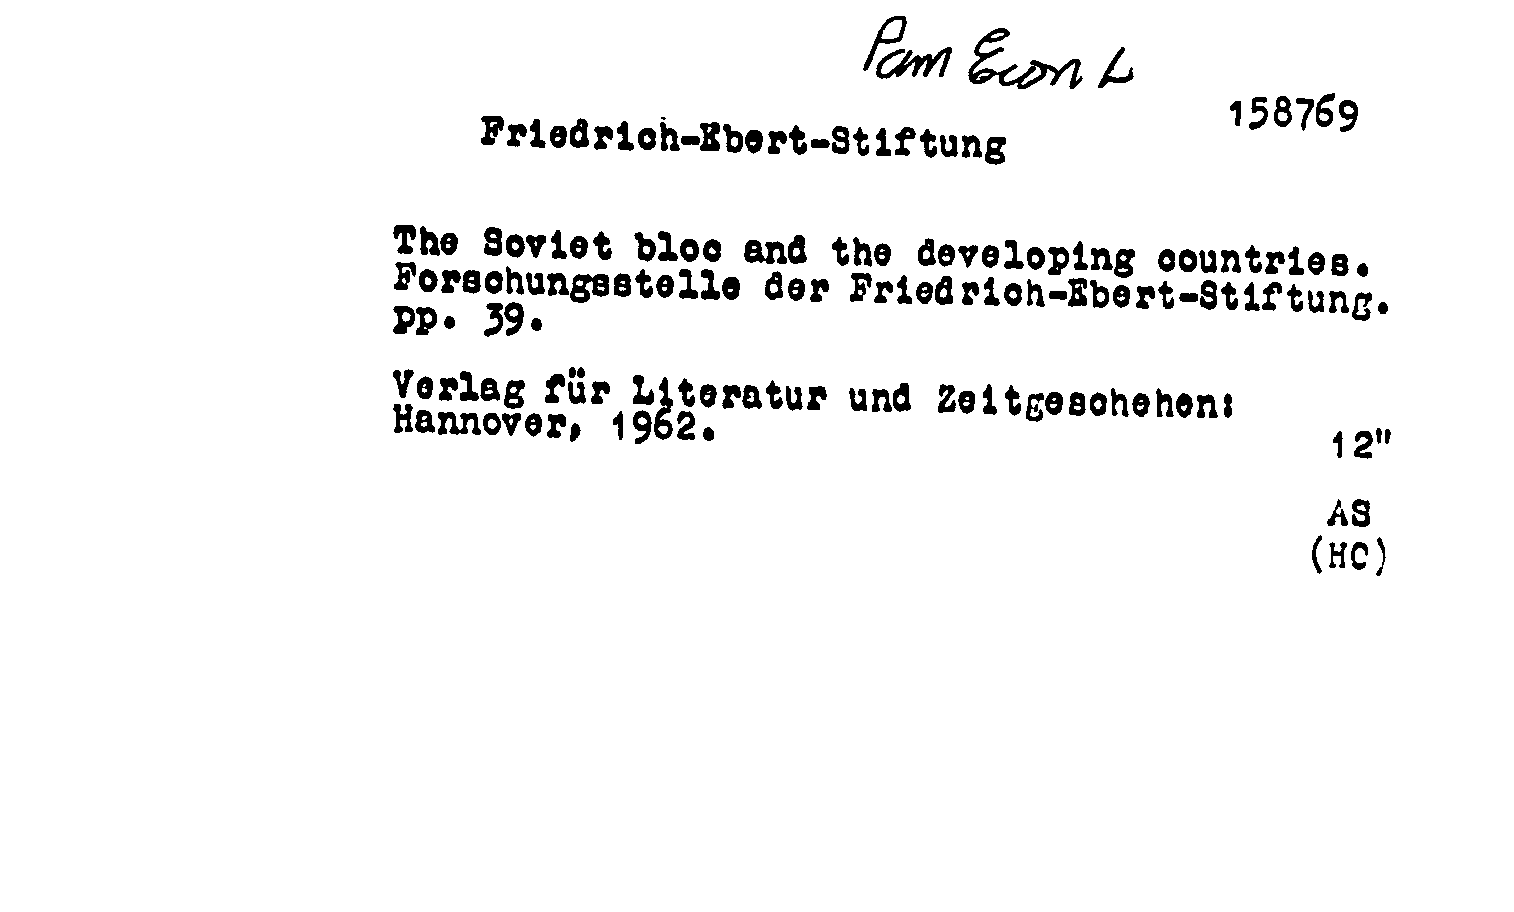 Pam Econ L
158769
Friedrich-Ebert-Stiftung
The Soviet bloc and the developing countries.
Forschungsstelle der Friedrich-Ebert-Stiftung.
pp. 39.
Verlag für Literatur und Zeitgeschehen:
Hannover, 1962.
12"
AS
(HC)